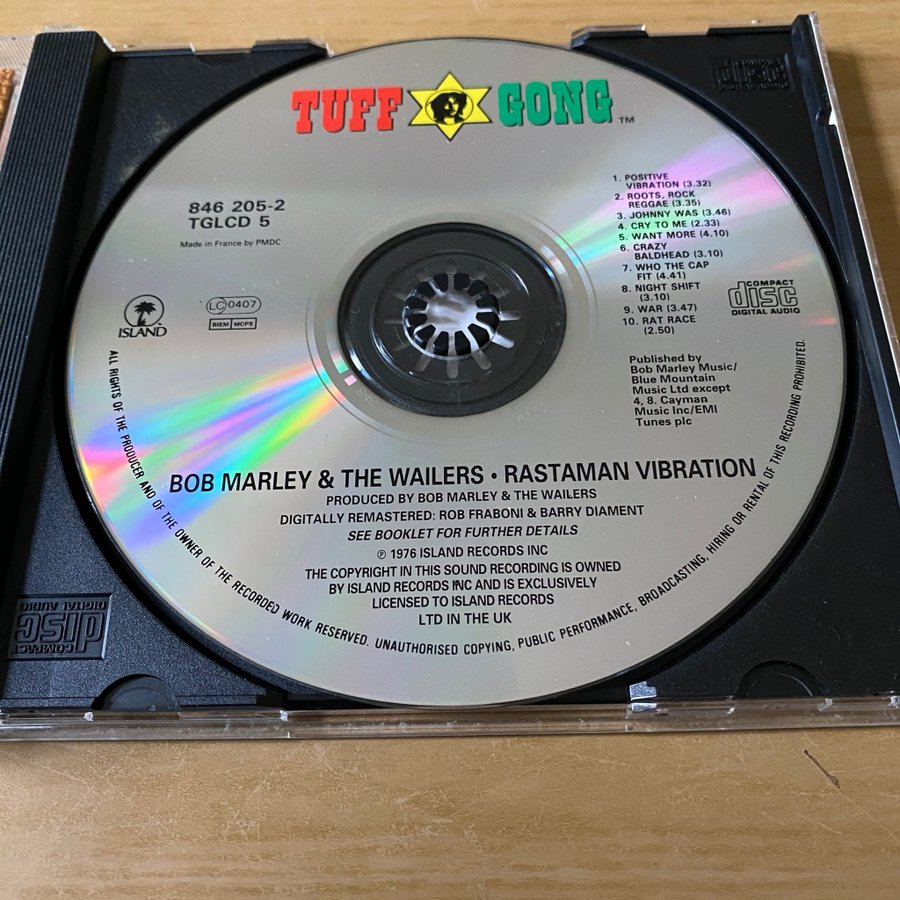 TUFF GONG TM
846 205-2
TGLCD 5
Made in France by PMDC
ISLAND
LC 0407
BIEM MCPS
1. POSITIVE
VIBRATION (3.32)
2. ROOTS, ROCK
REGGAE (3.35)
3. JOHNNY WAS (3.46)
4. CRY TO ME (2.33)
5. WANT MORE (4.10)
6. CRAZY
BALDHEAD (3.10)
7. WHO THE CAP
FIT (4.41)
8. NIGHT SHIFT
(3.10)
9. WAR (3.47)
10. RAT RACE
(2.50)
COMPACT
disc
DIGITAL AUDIO
Published by
Bob Marley Music/
Blue Mountain
Music Ltd except
4, 8. Cayman
Music Inc/EMI
Tunes plc
BOB MARLEY & THE WAILERS • RASTAMAN VIBRATION
PRODUCED BY BOB MARLEY & THE WAILERS
DIGITALLY REMASTERED: ROB FRABONI & BARRY DIAMENT
SEE BOOKLET FOR FURTHER DETAILS
℗ 1976 ISLAND RECORDS INC
THE COPYRIGHT IN THIS SOUND RECORDING IS OWNED
BY ISLAND RECORDS INC AND IS EXCLUSIVELY
LICENSED TO ISLAND RECORDS
LTD IN THE UK
ALL RIGHTS OF THE PRODUCER AND OF THE OWNER OF THE RECORDED WORK RESERVED. UNAUTHORISED COPYING, PUBLIC PERFORMANCE, BROADCASTING, HIRING OR RENTAL OF THIS RECORDING PROHIBITED.
COMPACT
disc
DIGITAL AUDIO
COMPACT
disc
DIGITAL AUDIO